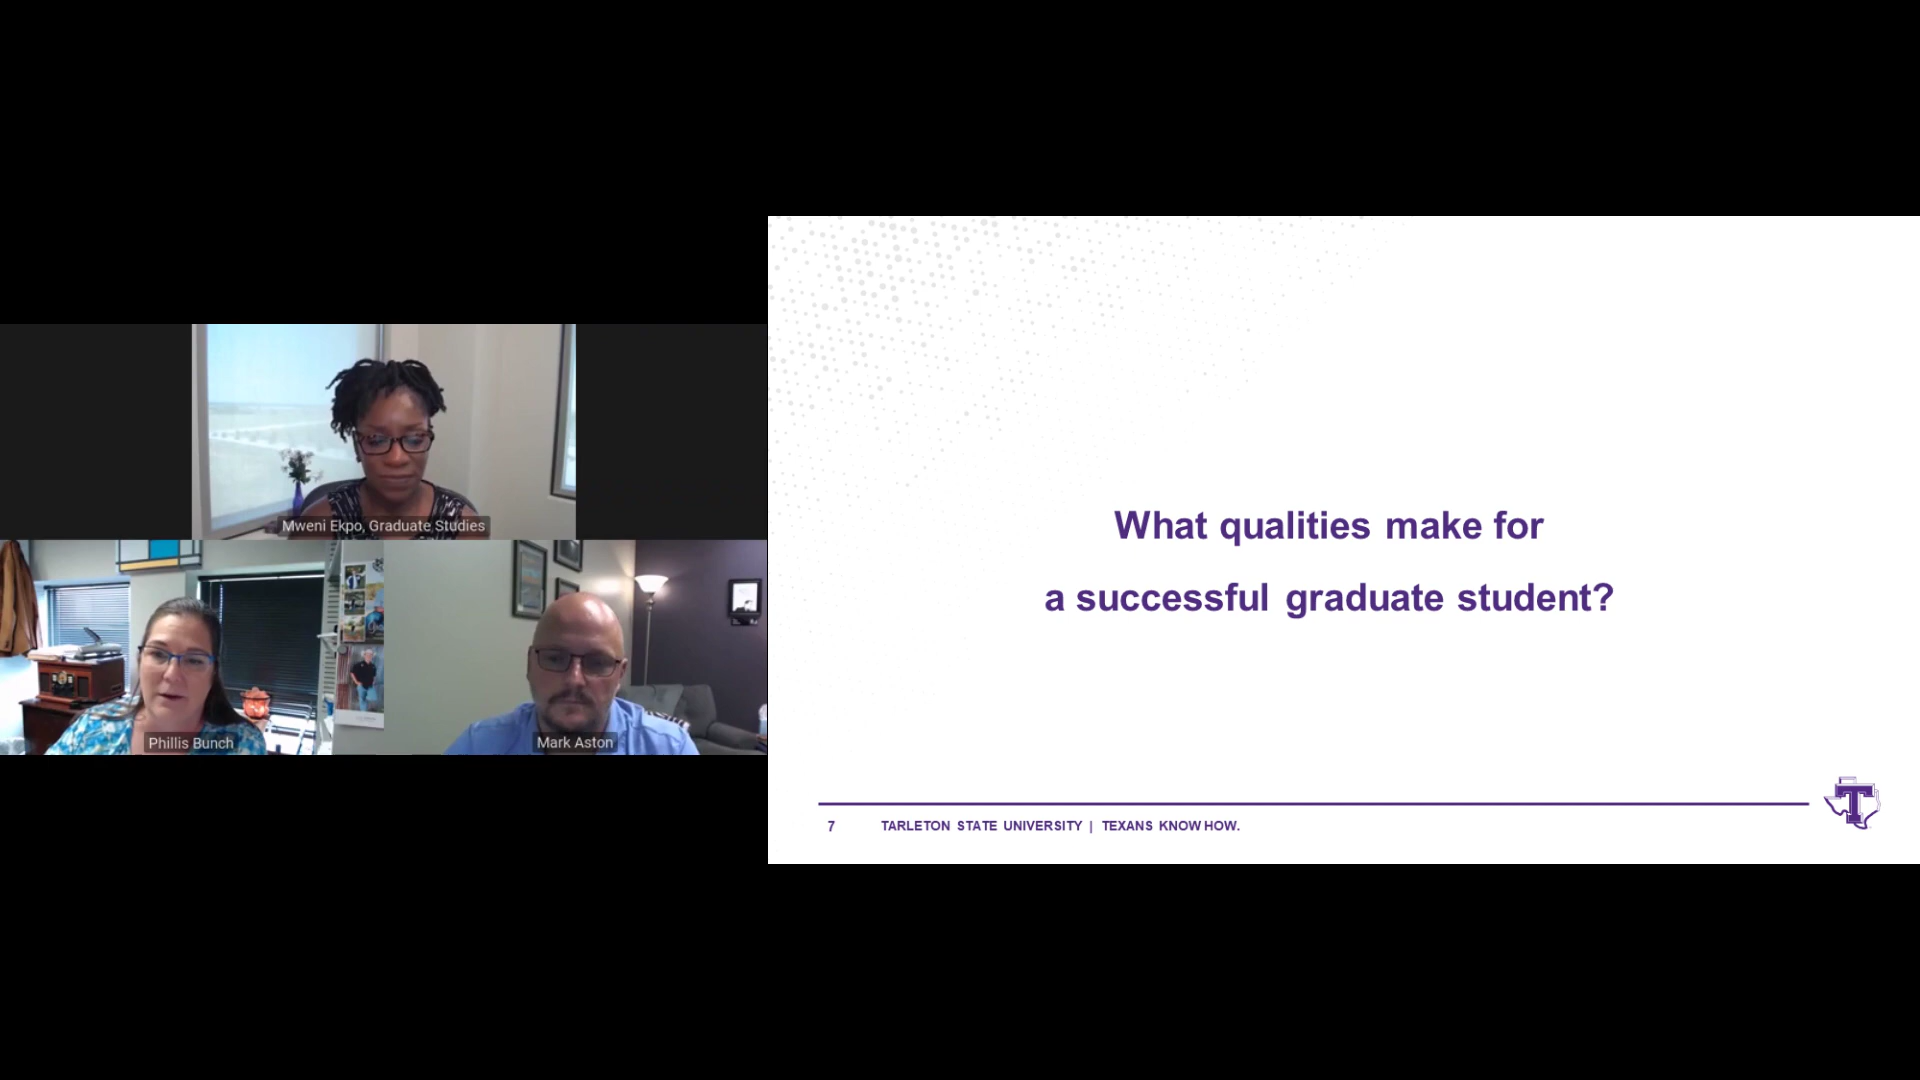 Mweni Ekpo, Graduate Studies
Phillis Bunch
Mark Aston
What qualities make for
a successful graduate student?
7
TARLETON STATE UNIVERSITY | TEXANS KNOW HOW.
T